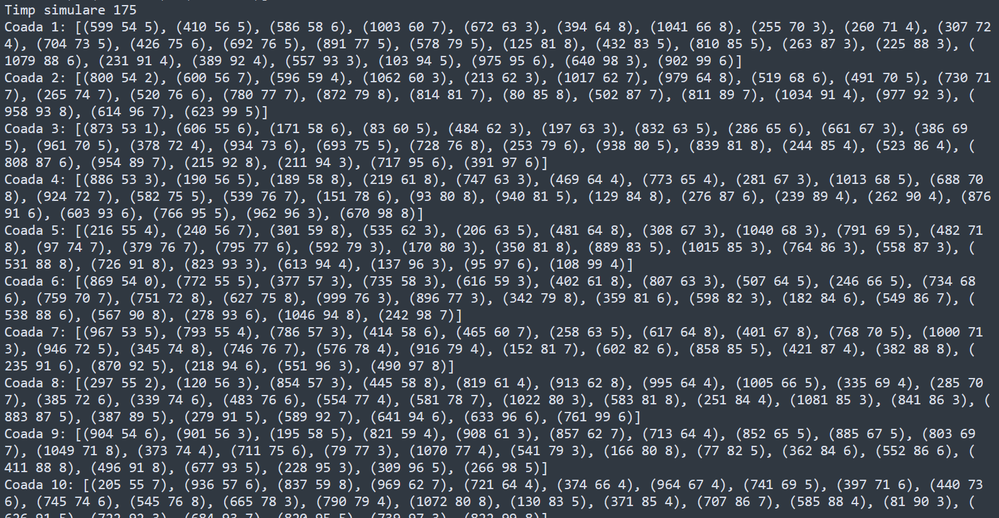 Timp simulare 175
Coada 1: [(599 54 5), (410 56 5), (586 58 6), (1003 60 7), (672 63 3), (394 64 8), (1041 66 8), (255 70 3), (260 71 4), (307 72
4), (704 73 5), (426 75 6), (692 76 5), (891 77 5), (578 79 5), (125 81 8), (432 83 5), (810 85 5), (263 87 3), (225 88 3), (
1079 88 6), (231 91 4), (389 92 4), (557 93 3), (103 94 5), (975 95 6), (640 98 3), (902 99 6)]
Coada 2: [(800 54 2), (600 56 7), (596 59 4), (1062 60 3), (213 62 3), (1017 62 7), (979 64 8), (519 68 6), (491 70 5), (730 71
7), (265 74 7), (520 76 6), (780 77 7), (872 79 8), (814 81 7), (80 85 8), (502 87 7), (811 89 7), (1034 91 4), (977 92 3), (
958 93 8), (614 96 7), (623 99 5)]
Coada 3: [(873 53 1), (606 55 6), (171 58 6), (83 60 5), (484 62 3), (197 63 3), (832 63 5), (286 65 6), (661 67 3), (386 69
5), (961 70 5), (378 72 4), (934 73 6), (693 75 5), (728 76 8), (253 79 6), (938 80 5), (839 81 8), (244 85 4), (523 86 4), (
808 87 6), (954 89 7), (215 92 8), (211 94 3), (717 95 6), (391 97 6)]
Coada 4: [(886 53 3), (190 56 5), (189 58 8), (219 61 8), (747 63 3), (469 64 4), (773 65 4), (281 67 3), (1013 68 5), (688 70
8), (924 72 7), (582 75 5), (539 76 7), (151 78 6), (93 80 8), (940 81 5), (129 84 8), (276 87 6), (239 89 4), (262 90 4), (876
91 6), (603 93 6), (766 95 5), (962 96 3), (670 98 8)]
Coada 5: [(216 55 4), (240 56 7), (301 59 8), (535 62 3), (206 63 5), (481 64 8), (308 67 3), (1040 68 3), (791 69 5), (482 71
8), (97 74 7), (379 76 7), (795 77 6), (592 79 3), (170 80 3), (350 81 8), (889 83 5), (1015 85 3), (764 86 3), (558 87 3), (
531 88 8), (726 91 8), (823 93 3), (613 94 4), (137 96 3), (95 97 6), (108 99 4)]
Coada 6: [(869 54 0), (772 55 5), (377 57 3), (735 58 3), (616 59 3), (402 61 8), (807 63 3), (507 64 5), (246 66 5), (734 68
6), (759 70 7), (751 72 8), (627 75 8), (999 76 3), (896 77 3), (342 79 8), (359 81 6), (598 82 3), (182 84 6), (549 86 7), (
538 88 6), (567 90 8), (278 93 6), (1046 94 8), (242 98 7)]
Coada 7: [(967 53 5), (793 55 4), (786 57 3), (414 58 6), (465 60 7), (258 63 5), (617 64 8), (401 67 8), (768 70 5), (1000 71
3), (946 72 5), (345 74 8), (746 76 7), (576 78 4), (916 79 4), (152 81 7), (602 82 6), (858 85 5), (421 87 4), (382 88 8), (
235 91 6), (870 92 5), (218 94 6), (551 96 3), (490 97 8)]
Coada 8: [(297 55 2), (120 56 3), (854 57 3), (445 58 8), (819 61 4), (913 62 8), (995 64 4), (1005 66 5), (335 69 4), (285 70
7), (385 72 6), (339 74 6), (483 76 6), (554 77 4), (581 78 7), (1022 80 3), (583 81 8), (251 84 4), (1081 85 3), (841 86 3), (
883 87 5), (387 89 5), (279 91 5), (589 92 7), (641 94 6), (633 96 6), (761 99 6)]
Coada 9: [(904 54 6), (901 56 3), (195 58 5), (821 59 4), (908 61 3), (857 62 7), (713 64 4), (852 65 5), (885 67 5), (803 69
7), (1049 71 8), (373 74 4), (711 75 6), (79 77 3), (1070 77 4), (541 79 3), (166 80 8), (77 82 5), (362 84 6), (552 86 6), (
411 88 8), (496 91 8), (677 93 5), (228 95 3), (309 96 5), (266 98 5)]
Coada 10: [(205 55 7), (936 57 6), (837 59 8), (969 62 7), (721 64 4), (374 66 4), (964 67 4), (741 69 5), (397 71 6), (440 73
6), (745 74 6), (545 76 8), (665 78 3), (790 79 4), (1072 80 8), (130 83 5), (371 85 4), (707 86 7), (585 88 4), (81 90 3), (